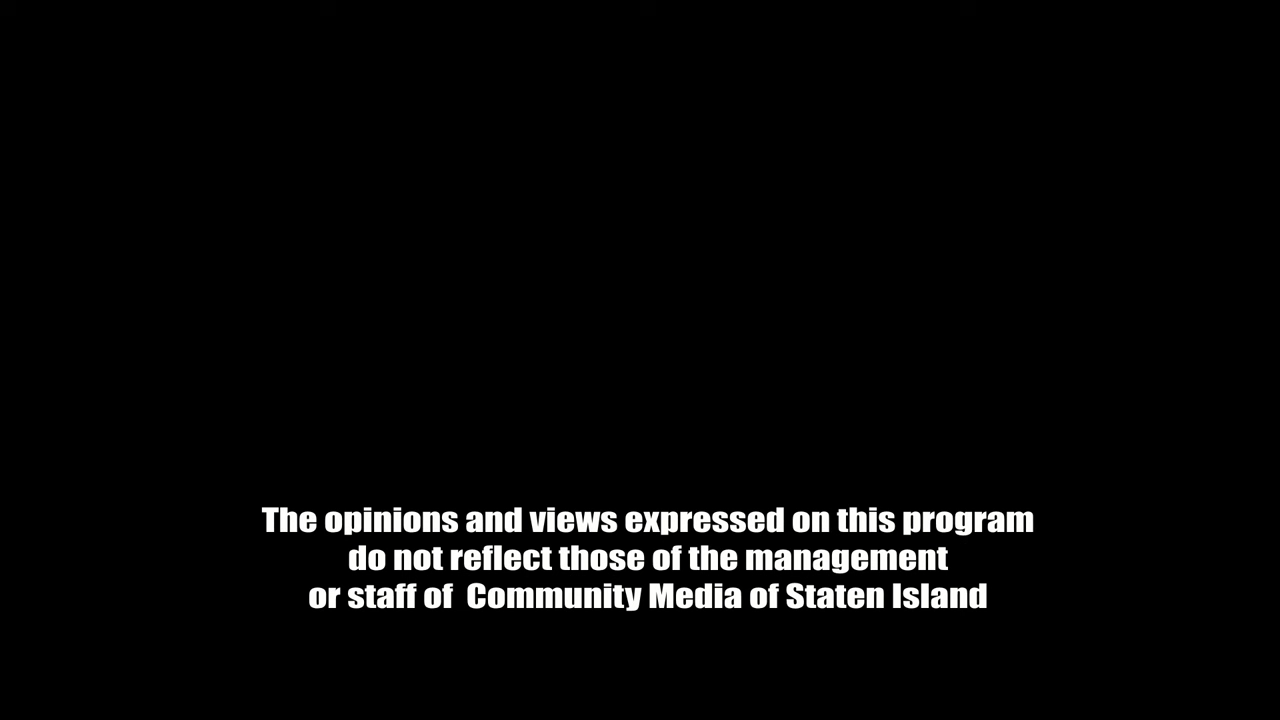 The opinions and views expressed on this program
do not reflect those of the management
or staff of  Community Media of Staten Island